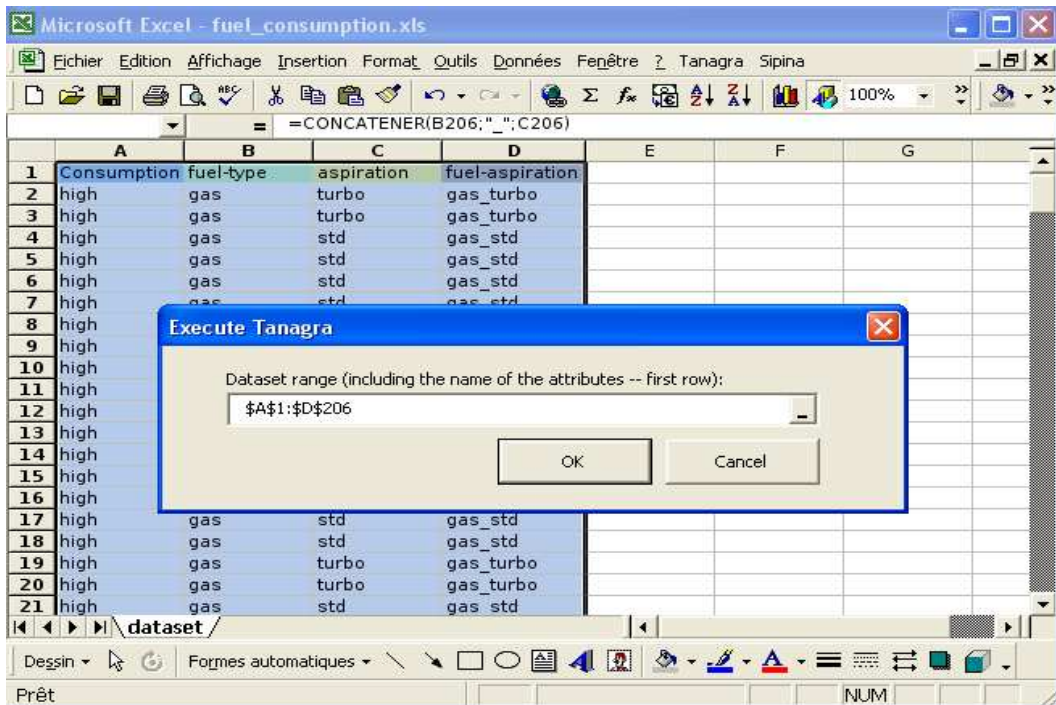 Microsoft Excel - fuel_consumption.xls
Fichier Edition Affichage Insertion Format Outils Données Fenêtre ? Tanagra Sipina
100%
= =CONCATENER(B206;"_";C206)
A B C D E F G
1 Consumption fuel-type aspiration fuel-aspiration
2 high gas turbo gas_turbo
3 high gas turbo gas_turbo
4 high gas std gas_std
5 high gas std gas_std
6 high gas std gas_std
7 high gas std gas_std
8 high
Execute Tanagra
9 high
10 high
Dataset range (including the name of the attributes -- first row):
11 high
$A$1:$D$206
12 high
13 high
14 high
OK Cancel
15 high
16 high
17 high gas std gas_std
18 high gas std gas_std
19 high gas turbo gas_turbo
20 high gas turbo gas_turbo
21 high gas std gas_std
dataset
Dessin Formes automatiques
Prêt NUM